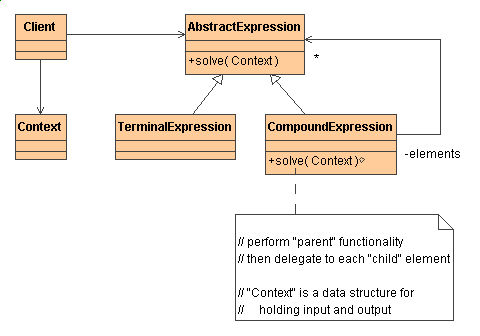 Client
AbstractExpression
+solve( Context )
*
Context
TerminalExpression
CompoundExpression
+solve( Context )
-elements
// perform "parent" functionality
// then delegate to each "child" element
// "Context" is a data structure for
// holding input and output